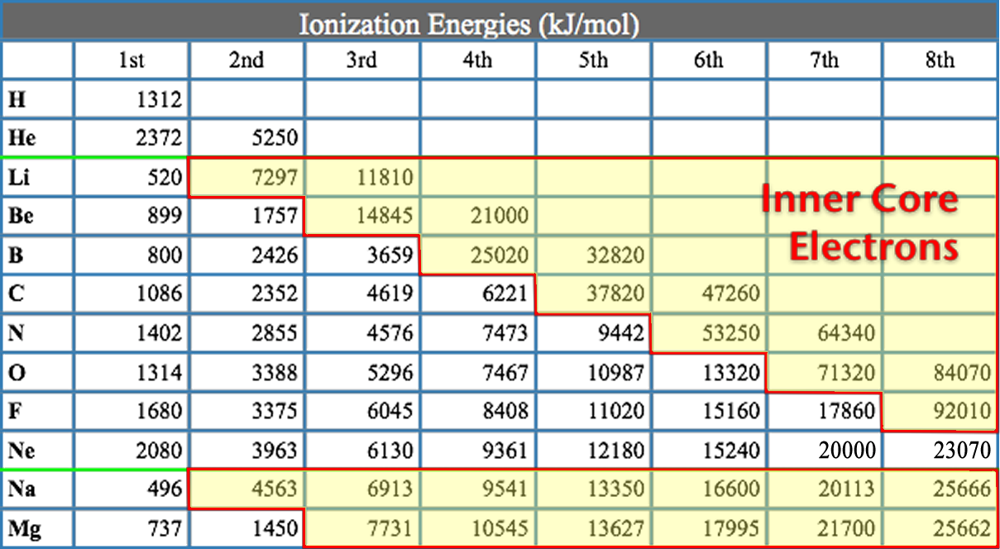 Ionization Energies (kJ/mol)
1st 2nd 3rd 4th 5th 6th 7th 8th
H 1312
He 2372 5250
Li 520 7297 11810
Be 899 1757 14845 21000
B 800 2426 3659 25020 32820
C 1086 2352 4619 6221 37820 47260
N 1402 2855 4576 7473 9442 53250 64340
O 1314 3388 5296 7467 10987 13320 71320 84070
F 1680 3375 6045 8408 11020 15160 17860 92010
Ne 2080 3963 6130 9361 12180 15240 20000 23070
Na 496 4563 6913 9541 13350 16600 20113 25666
Mg 737 1450 7731 10545 13627 17995 21700 25662
Inner Core
Electrons